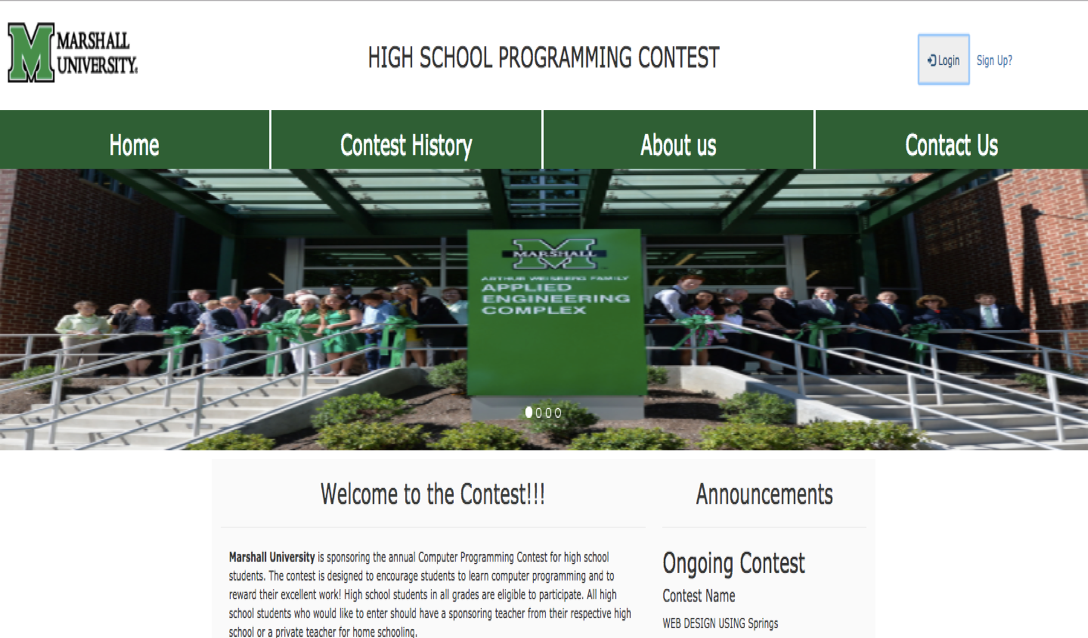 MARSHALL
UNIVERSITY.
HIGH SCHOOL PROGRAMMING CONTEST
Login Sign Up?
Home Contest History About us Contact Us
MARSHALL
ARTHUR WEISBERG FAMILY
APPLIED
ENGINEERING
COMPLEX
Welcome to the Contest!!!
Marshall University is sponsoring the annual Computer Programming Contest for high school
students. The contest is designed to encourage students to learn computer programming and to
reward their excellent work! High school students in all grades are eligible to participate. All high
school students who would like to enter should have a sponsoring teacher from their respective high
school or a private teacher for home schooling.
Announcements
Ongoing Contest
Contest Name
WEB DESIGN USING Springs